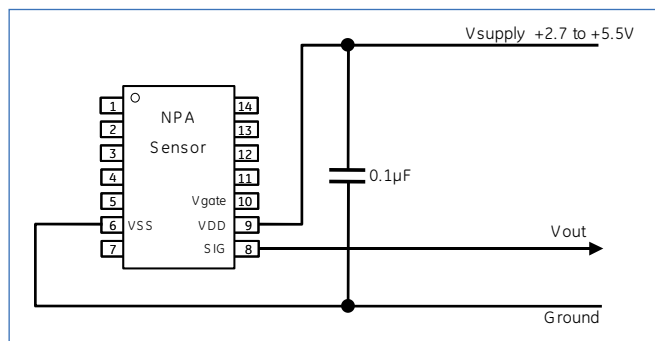 Vsupply +2.7 to +5.5V
1
14
NPA
2
13
Sensor
3
12
4
11
0.1µF
5
Vgate
10
6
VSS
VDD
9
7
SIG
8
Vout
Ground